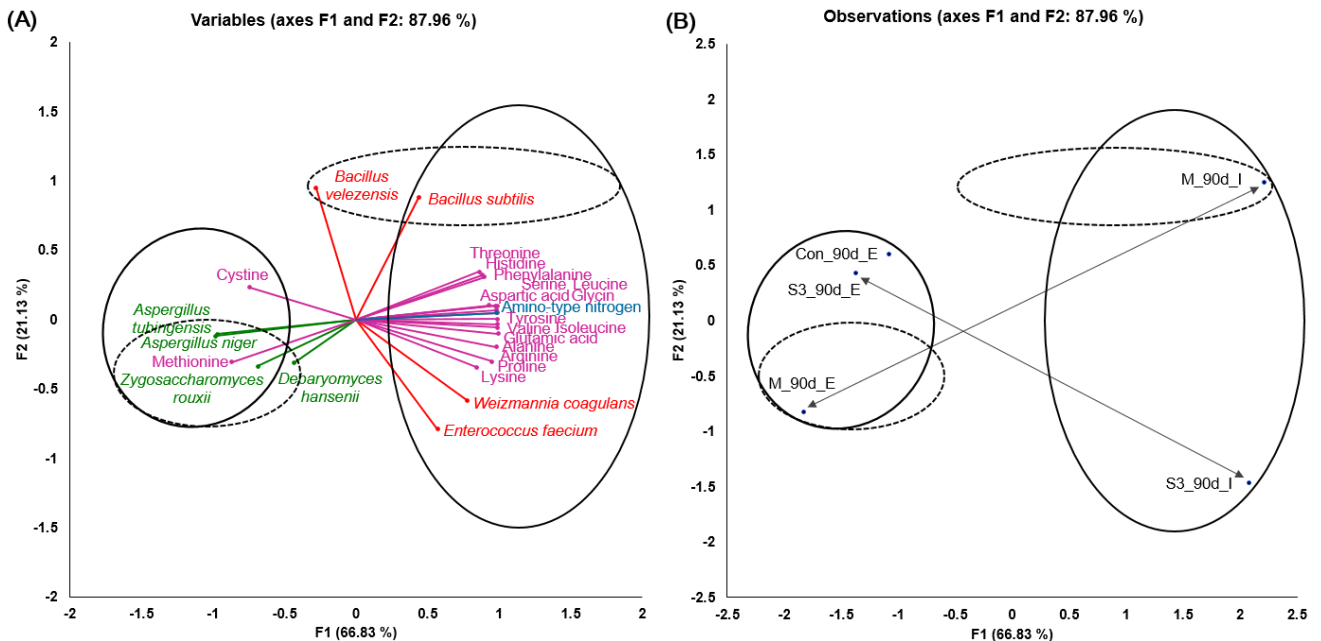 (A)
Variables (axes F1 and F2: 87.96 %)
2
1.5
1
0.5
0
-0.5
-1
-1.5
-2
F2 (21.13 %)
Bacillus
velezensis
Bacillus subtilis
Threonine
Histidine
Phenylalanine
Serine Leucine
Aspartic acid Glycin
Amino-type nitrogen
Tyrosine
Valine Isoleucine
Glutamic acid
Alanine
Arginine
Proline
Lysine
Cystine
Aspergillus
tubingensis
Aspergillus niger
Methionine
Zygosaccharomyces
rouxii
Debaryomyces
hansenii
Weizmannia coagulans
Enterococcus faecium
-2 -1.5 -1 -0.5 0 0.5 1 1.5 2
F1 (66.83 %)
(B)
Observations (axes F1 and F2: 87.96 %)
2.5
2
1.5
1
0.5
0
-0.5
-1
-1.5
-2
-2.5
F2 (21.13 %)
M_90d_I
Con_90d_E
S3_90d_E
M_90d_E
S3_90d_I
-2.5 -2 -1.5 -1 -0.5 0 0.5 1 1.5 2 2.5
F1 (66.83 %)